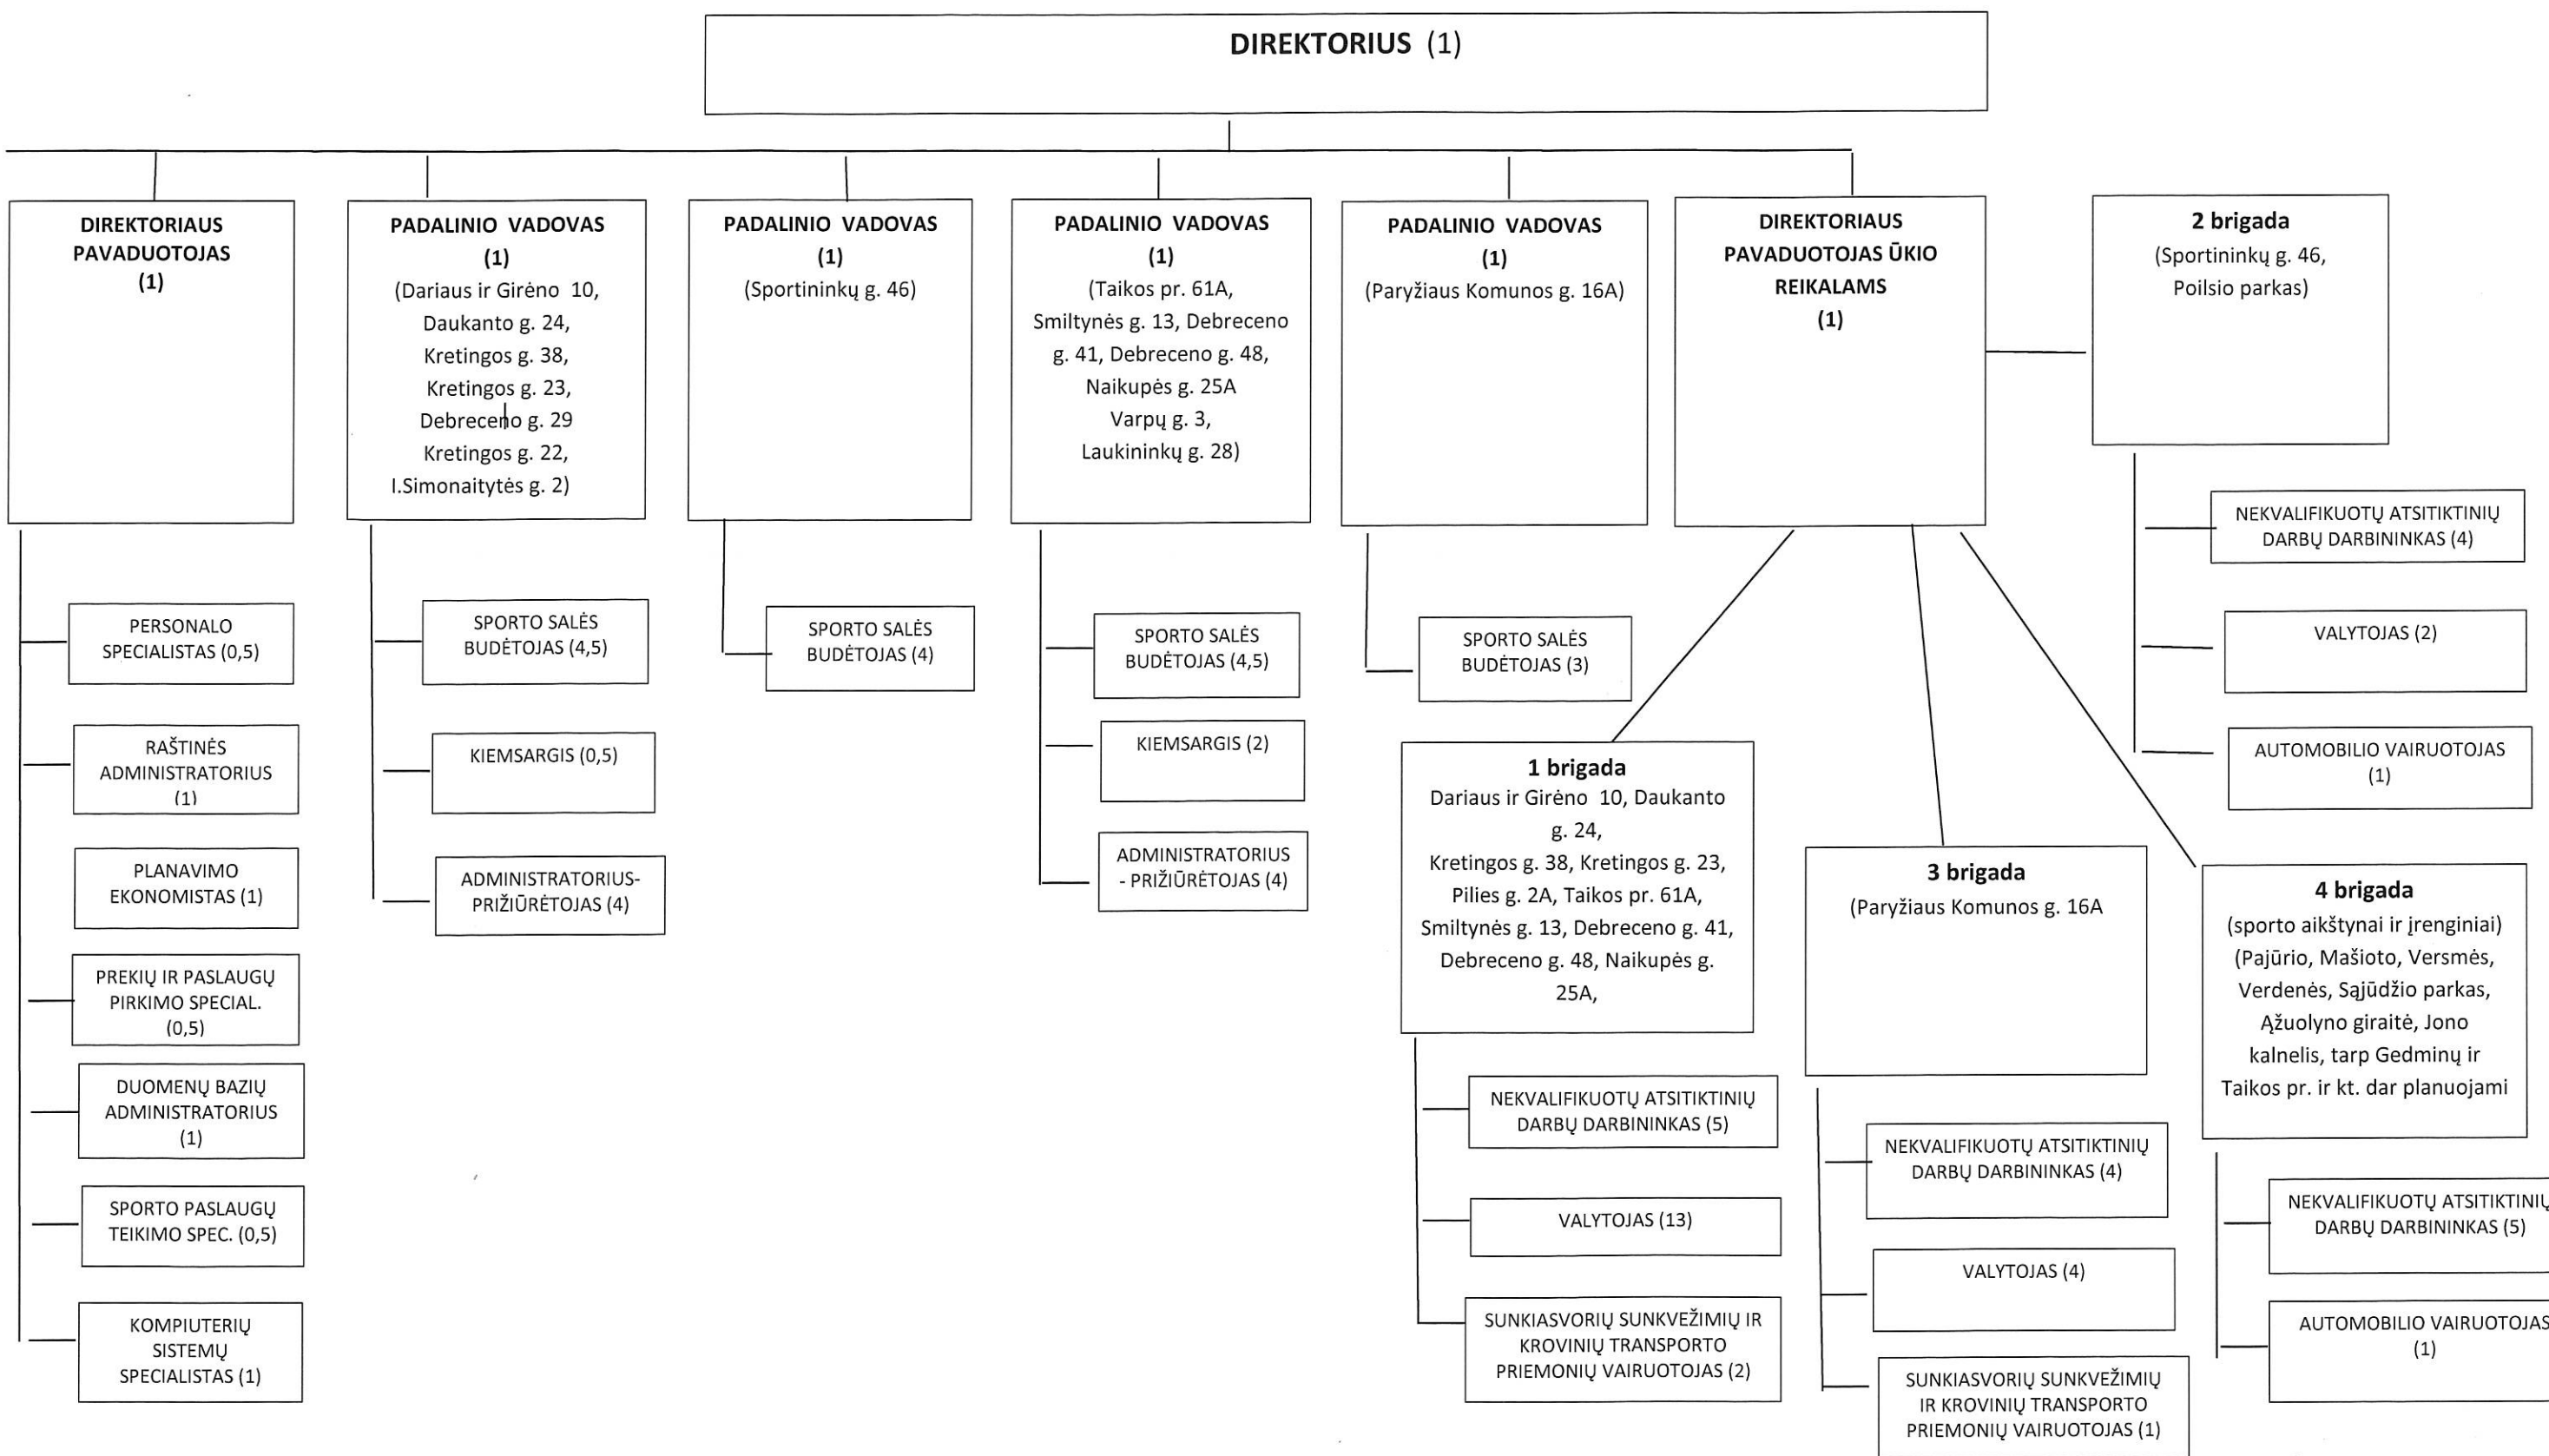 DIREKTORIUS (1)
DIREKTORIAUS
PAVADUOTOJAS
(1)
PERSONALO
SPECIALISTAS (0,5)
RAŠTINĖS
ADMINISTRATORIUS
(1)
PLANAVIMO
EKONOMISTAS (1)
PREKIŲ IR PASLAUGŲ
PIRKIMO SPECIAL.
(0,5)
DUOMENŲ BAZIŲ
ADMINISTRATORIUS
(1)
SPORTO PASLAUGŲ
TEIKIMO SPEC. (0,5)
KOMPIUTERIŲ
SISTEMŲ
SPECIALISTAS (1)
PADALINIO VADOVAS
(1)
(Dariaus ir Girėno 10,
Daukanto g. 24,
Kretingos g. 38,
Kretingos g. 23,
Debreceno g. 29
Kretingos g. 22,
I.Simonaitytės g. 2)
SPORTO SALĖS
BUDĖTOJAS (4,5)
KIEMSARGIS (0,5)
ADMINISTRATORIUS-
PRIŽIŪRĖTOJAS (4)
PADALINIO VADOVAS
(1)
(Sportininkų g. 46)
SPORTO SALĖS
BUDĖTOJAS (4)
PADALINIO VADOVAS
(1)
(Taikos pr. 61A,
Smiltynės g. 13, Debreceno
g. 41, Debreceno g. 48,
Naikupės g. 25A
Varpų g. 3,
Laukininkų g. 28)
SPORTO SALĖS
BUDĖTOJAS (4,5)
KIEMSARGIS (2)
ADMINISTRATORIUS
- PRIŽIŪRĖTOJAS (4)
PADALINIO VADOVAS
(1)
(Paryžiaus Komunos g. 16A)
SPORTO SALĖS
BUDĖTOJAS (3)
DIREKTORIAUS
PAVADUOTOJAS ŪKIO
REIKALAMS
(1)
1 brigada
Dariaus ir Girėno 10, Daukanto
g. 24,
Kretingos g. 38, Kretingos g. 23,
Pilies g. 2A, Taikos pr. 61A,
Smiltynės g. 13, Debreceno g. 41,
Debreceno g. 48, Naikupės g.
25A,
NEKVALIFIKUOTŲ ATSITIKTINIŲ
DARBŲ DARBININKAS (5)
VALYTOJAS (13)
SUNKIASVORIŲ SUNKVEŽIMIŲ IR
KROVINIŲ TRANSPORTO
PRIEMONIŲ VAIRUOTOJAS (2)
2 brigada
(Sportininkų g. 46,
Poilsio parkas)
NEKVALIFIKUOTŲ ATSITIKTINIŲ
DARBŲ DARBININKAS (4)
VALYTOJAS (2)
AUTOMOBILIO VAIRUOTOJAS
(1)
3 brigada
(Paryžiaus Komunos g. 16A
NEKVALIFIKUOTŲ ATSITIKTINIŲ
DARBŲ DARBININKAS (4)
VALYTOJAS (4)
SUNKIASVORIŲ SUNKVEŽIMIŲ
IR KROVINIŲ TRANSPORTO
PRIEMONIŲ VAIRUOTOJAS (1)
4 brigada
(sporto aikštynai ir įrenginiai)
(Pajūrio, Mašioto, Versmės,
Verdenės, Sąjūdžio parkas,
Ąžuolyno giraitė, Jono
kalnelis, tarp Gedminų ir
Taikos pr. ir kt. dar planuojami
NEKVALIFIKUOTŲ ATSITIKTINIŲ
DARBŲ DARBININKAS (5)
AUTOMOBILIO VAIRUOTOJAS
(1)